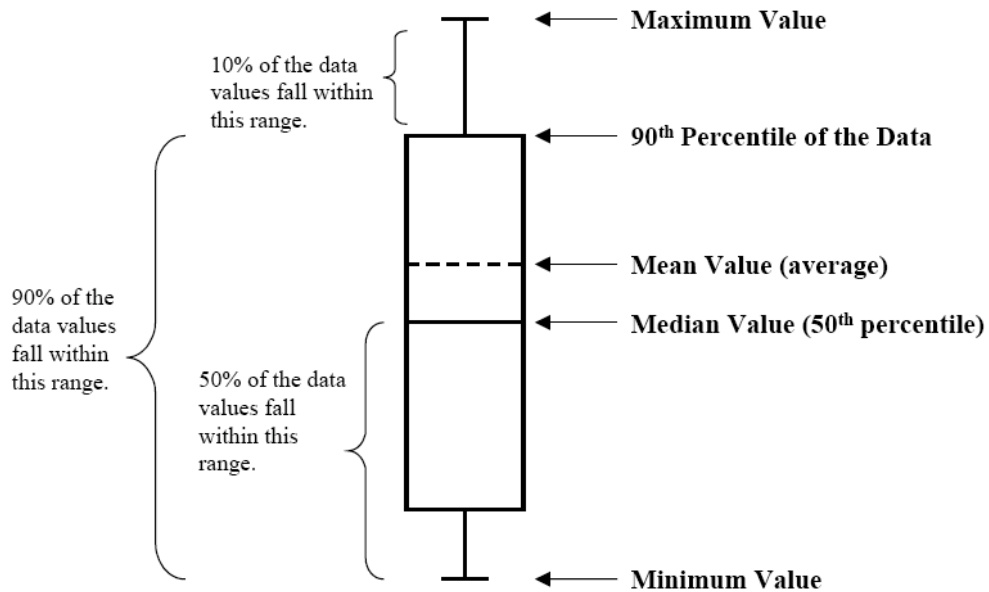 Maximum Value
10% of the data
values fall within
this range.
90th Percentile of the Data
Mean Value (average)
90% of the
data values
fall within
this range.
Median Value (50th percentile)
50% of the data
values fall
within this
range.
Minimum Value